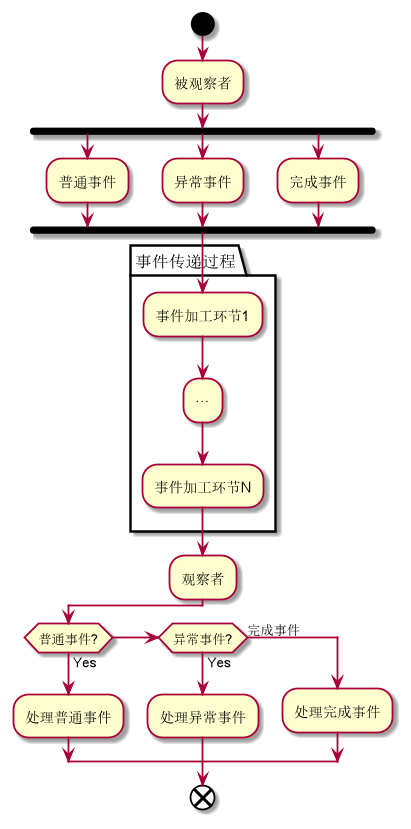 被观察者
普通事件
异常事件
完成事件
事件传递过程
事件加工环节1
...
事件加工环节N
观察者
普通事件?
异常事件?
完成事件
Yes
Yes
处理普通事件
处理异常事件
处理完成事件